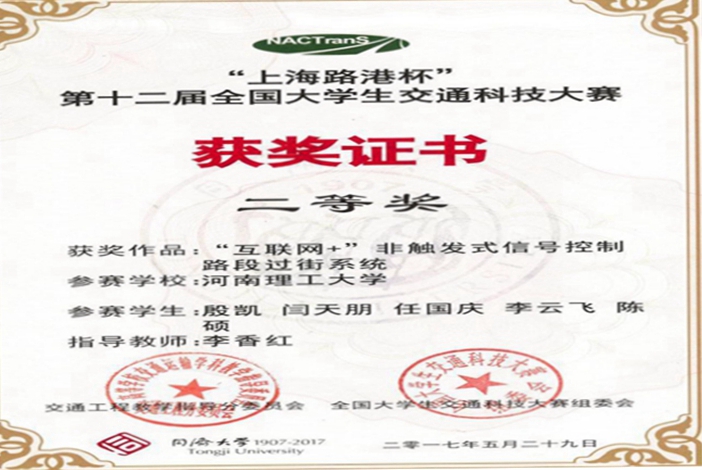 NACTranS
“上海路港杯”
第十二届全国大学生交通科技大赛
获奖证书
二等奖
获奖作品:“互联网+”非触发式信号控制
路段过街系统
参赛学校:河南理工大学
参赛学生:殷凯 闫天朋 任国庆 李云飞 陈
硕
指导教师:李香红
交通工程教学指导分委员会 全国大学生交通科技大赛组委会
同济大学1907-2017
Tongji University
二零一七年五月二十九日